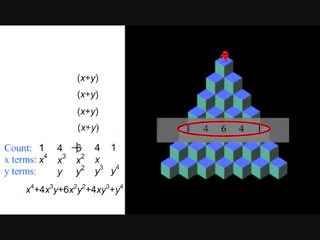 (x+y)
(x+y)
(x+y)
(x+y)
Count: 1 4 6 4 1
x terms: x⁴ x³ x² x
y terms: y y² y³ y⁴
x⁴+4x³y+6x²y²+4xy³+y⁴
1 4 6 4 1